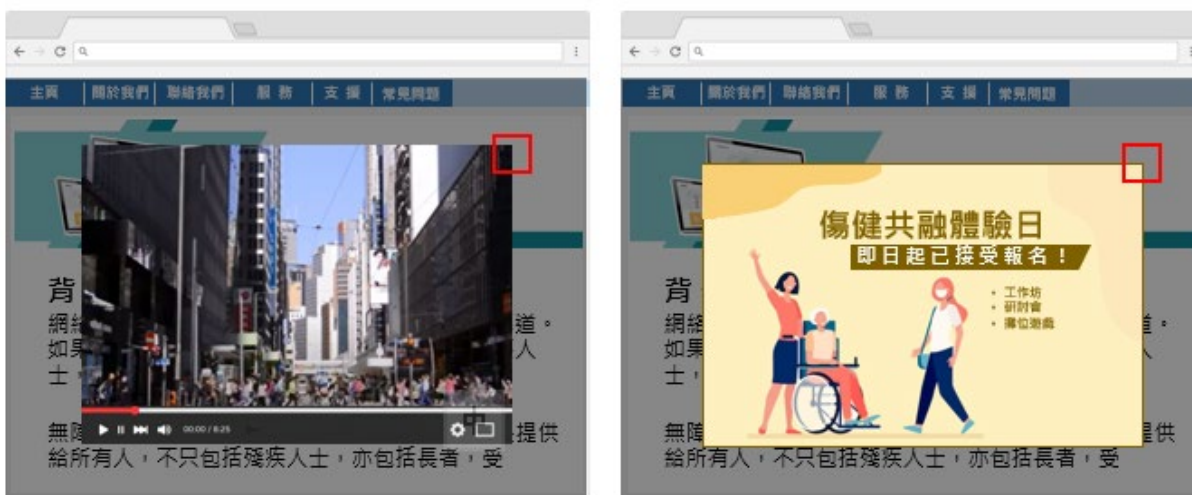 主頁 關於我們 聯絡我們 服務 支援 常見問題
背
網絡
道。
如果
人
士，
00:00 / 8:25
無障
提供
給所有人，不只包括殘疾人士，亦包括長者，受
主頁 關於我們 聯絡我們 服務 支援 常見問題
傷健共融體驗日
即日起已接受報名！
• 工作坊
• 研討會
• 攤位遊戲
背
網絡
道。
如果
士，
無障
提供
給所有人，不只包括殘疾人士，亦包括長者，受